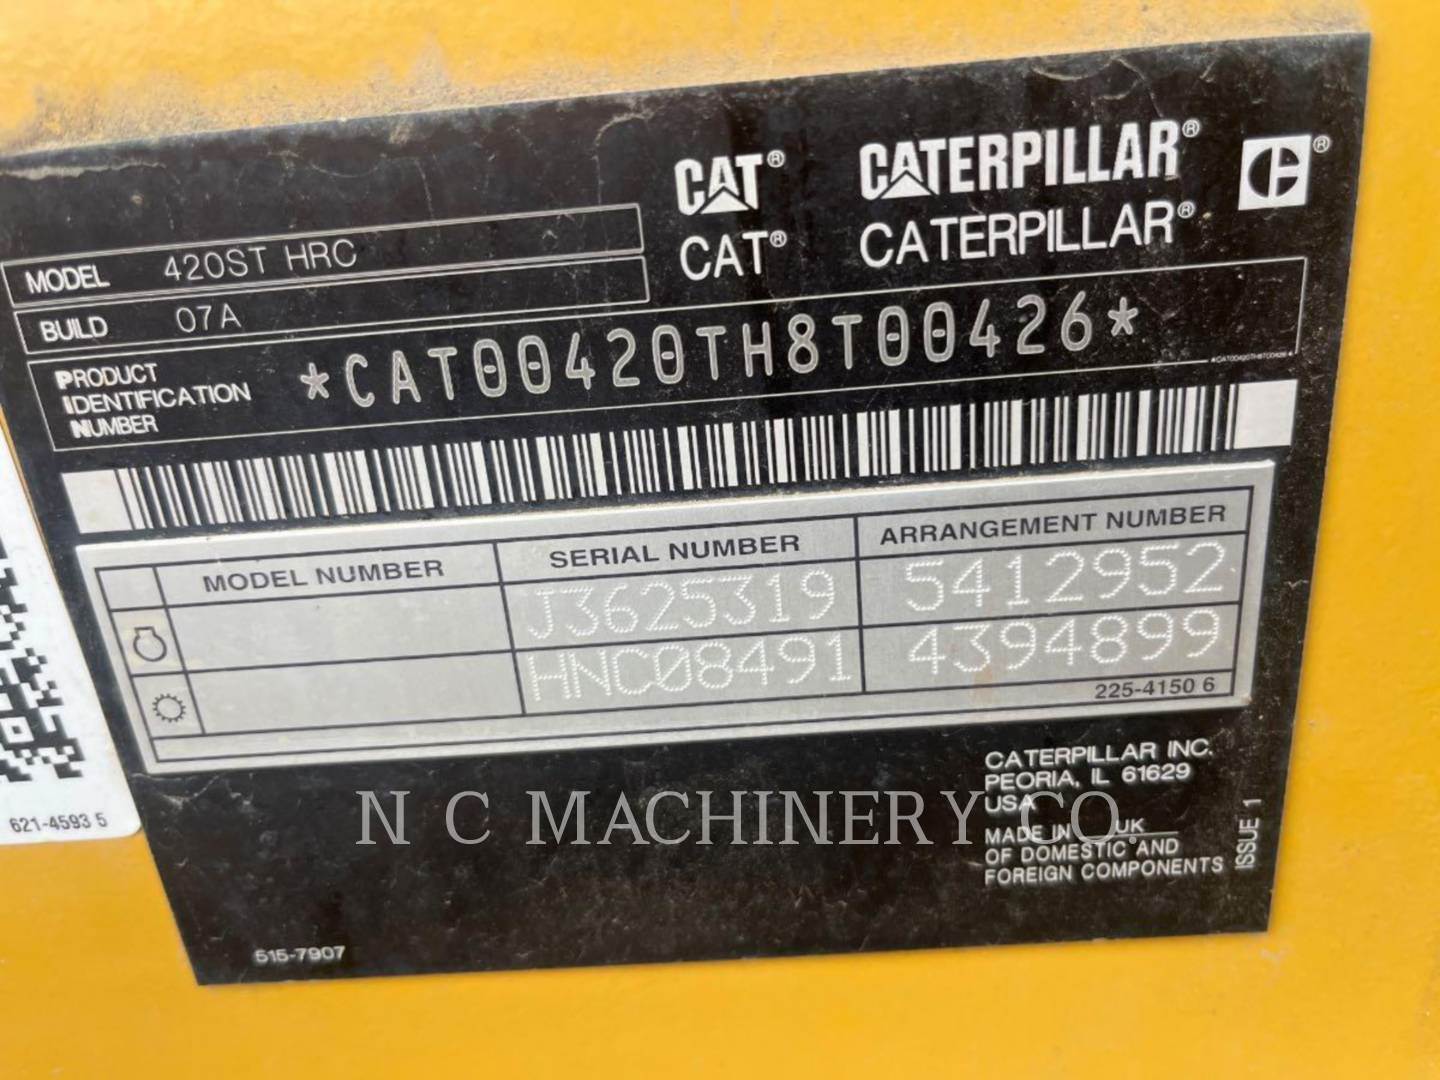 CAT® CATERPILLAR® ®
CAT® CATERPILLAR®
MODEL 420ST HRC
BUILD 07A
PRODUCT
IDENTIFICATION
NUMBER
*CAT00420TH8T00426*
*CAT00420TH8T00426*
MODEL NUMBER SERIAL NUMBER ARRANGEMENT NUMBER
J3625319 5412952
HNC08491 4394899
225-4150 6
CATERPILLAR INC.
PEORIA, IL 61629
USA
MADE IN UK
OF DOMESTIC AND
FOREIGN COMPONENTS
ISSUE 1
N C MACHINERY CO.
621-4593 5
515-7907